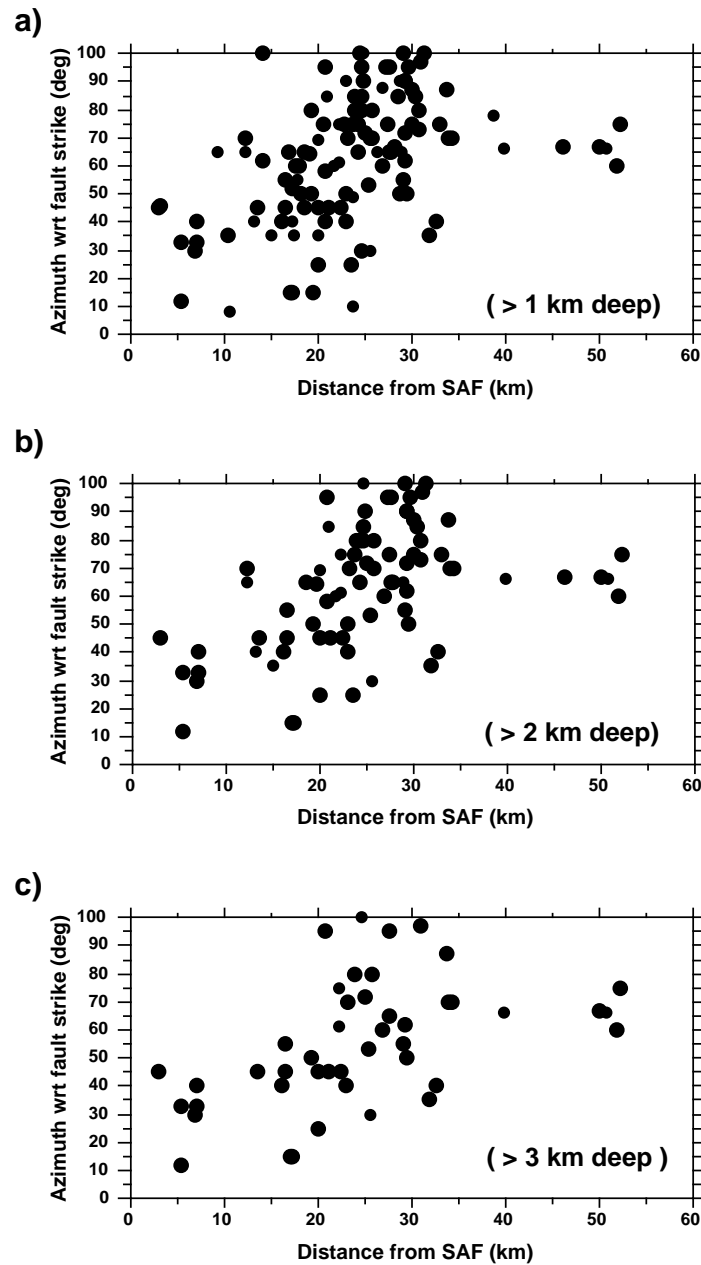 a)
100
90
80
70
60
50
40
30
20
10
0
Azimuth wrt fault strike (deg)
( > 1 km deep)
0 10 20 30 40 50 60
Distance from SAF (km)
b)
100
90
80
70
60
50
40
30
20
10
0
Azimuth wrt fault strike (deg)
( > 2 km deep)
0 10 20 30 40 50 60
Distance from SAF (km)
c)
100
90
80
70
60
50
40
30
20
10
0
Azimuth wrt fault strike (deg)
( > 3 km deep )
0 10 20 30 40 50 60
Distance from SAF (km)